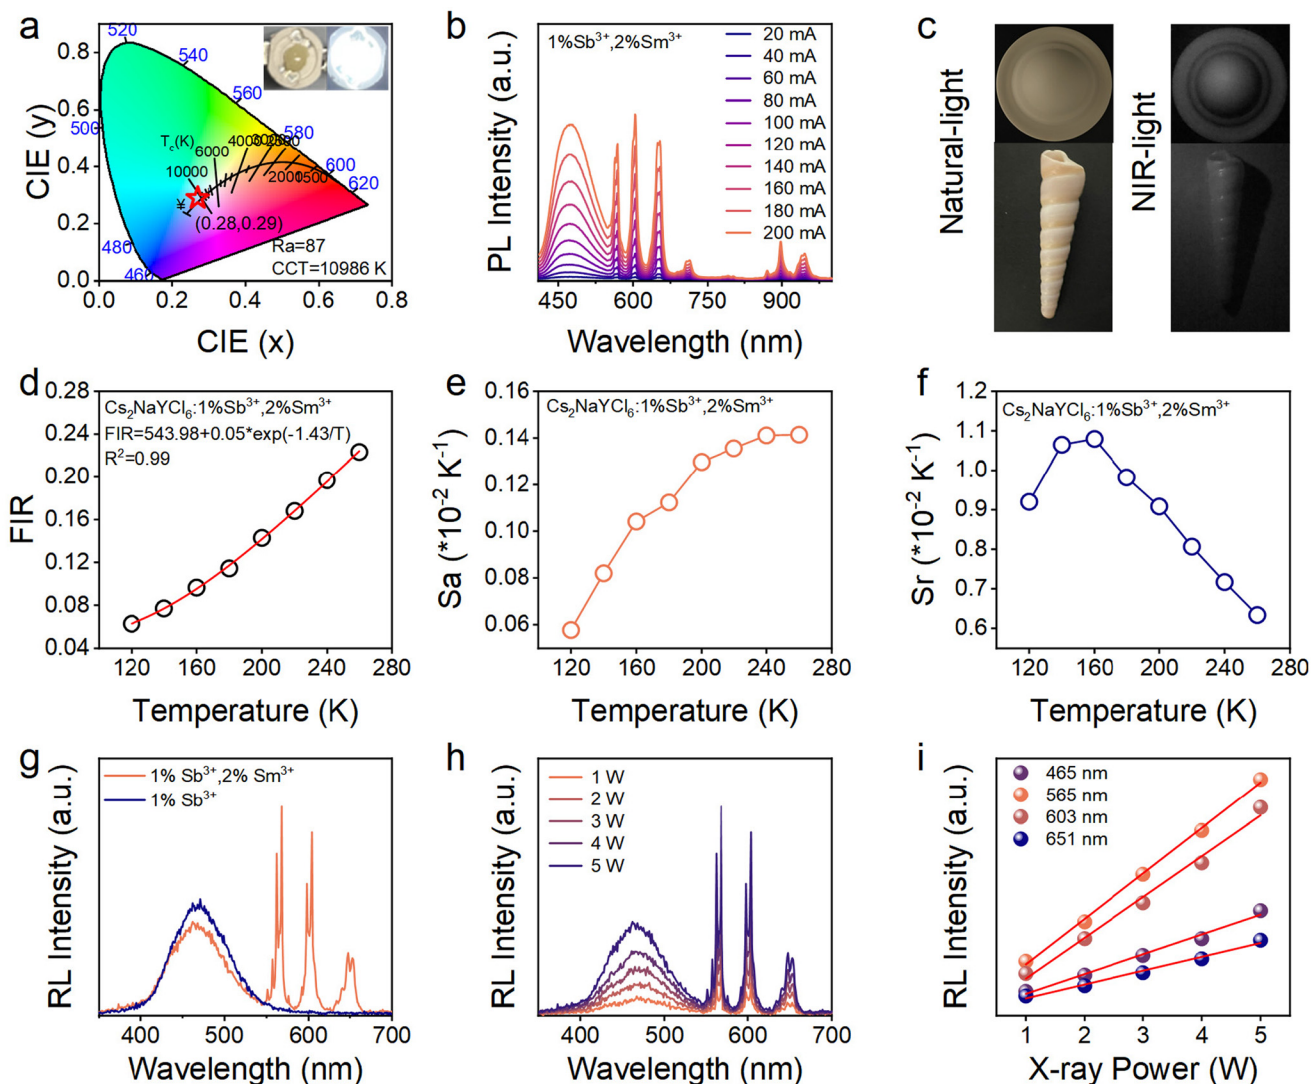 a
520
540
560
580
600
620
500
480
460
T_c(K)
6000
4000
10000
2000
1500
(0.28,0.29)
Ra=87
CCT=10986 K
0.8
0.6
0.4
0.2
0.0
0.0 0.2 0.4 0.6 0.8
CIE (y)
CIE (x)
b
1%Sb³⁺,2%Sm³⁺
20 mA
40 mA
60 mA
80 mA
100 mA
120 mA
140 mA
160 mA
180 mA
200 mA
PL Intensity (a.u.)
450 600 750 900
Wavelength (nm)
c
Natural-light
NIR-light
d
Cs₂NaYCl₆:1%Sb³⁺,2%Sm³⁺
FIR=543.98+0.05*exp(-1.43/T)
R²=0.99
0.28
0.24
0.20
0.16
0.12
0.08
0.04
FIR
120 160 200 240 280
Temperature (K)
e
Cs₂NaYCl₆:1%Sb³⁺,2%Sm³⁺
0.16
0.14
0.12
0.10
0.08
0.06
Sa (*10⁻² K⁻¹)
120 160 200 240 280
Temperature (K)
f
Cs₂NaYCl₆:1%Sb³⁺,2%Sm³⁺
1.2
1.1
1.0
0.9
0.8
0.7
0.6
Sr (*10⁻² K⁻¹)
120 160 200 240 280
Temperature (K)
g
1% Sb³⁺,2% Sm³⁺
1% Sb³⁺
RL Intensity (a.u.)
400 500 600 700
Wavelength (nm)
h
1 W
2 W
3 W
4 W
5 W
RL Intensity (a.u.)
400 500 600 700
Wavelength (nm)
i
465 nm
565 nm
603 nm
651 nm
RL Intensity (a.u.)
1 2 3 4 5
X-ray Power (W)